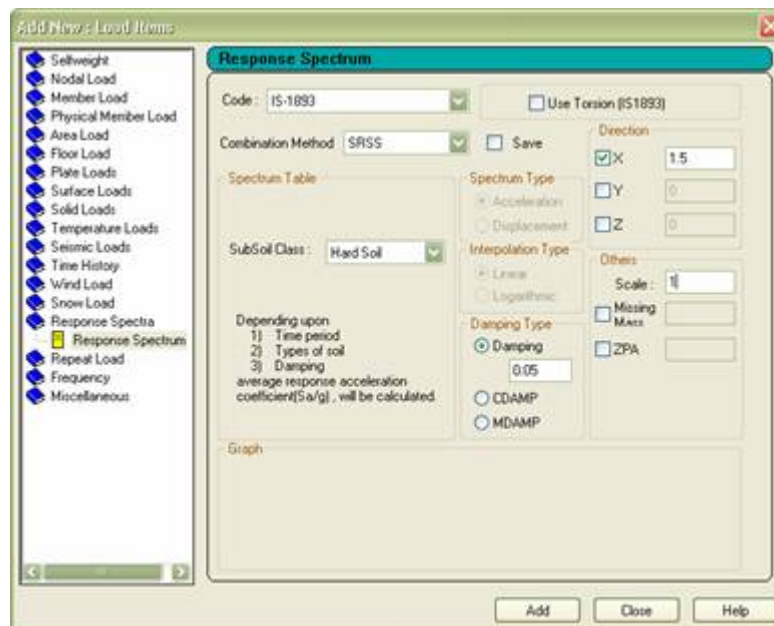 Add New : Load Items
Selfweight
Nodal Load
Member Load
Physical Member Load
Area Load
Floor Load
Plate Loads
Surface Loads
Solid Loads
Temperature Loads
Seismic Loads
Time History
Wind Load
Snow Load
Response Spectra
Response Spectrum
Repeat Load
Frequency
Miscellaneous
Response Spectrum
Code : IS-1893
Use Torsion (IS1893)
Combination Method SRSS
Save
Direction
X 1.5
Y 0
Z 0
Spectrum Table
SubSoil Class : Hard Soil
Depending upon
1) Time period
2) Types of soil
3) Damping
average response acceleration
coefficient(Sa/g) , will be calculated
Spectrum Type
Acceleration
Displacement
Interpolation Type
Linear
Logarithmic
Damping Type
Damping
0.05
CDAMP
MDAMP
Others
Scale : 1
Missing
Mass
ZPA
Graph
Add Close Help